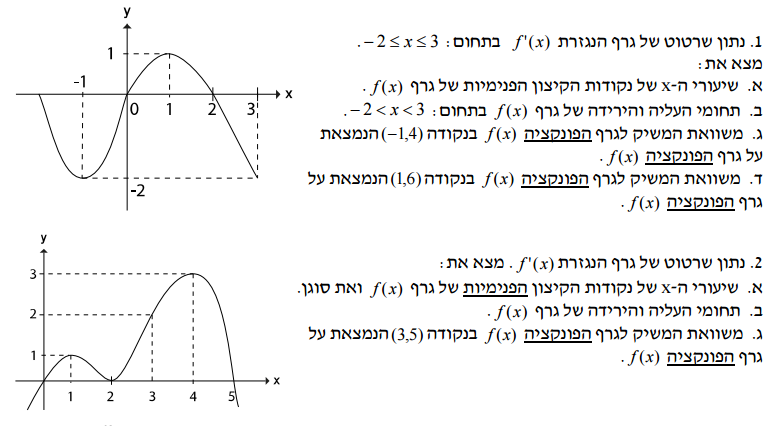 1. נתון שרטוט של גרף הנגזרת f'(x) בתחום: −2 ≤ x ≤ 3.
מצא את:
א. שיעורי ה-x של נקודות הקיצון הפנימיות של גרף f(x).
ב. תחומי העליה והירידה של גרף f(x) בתחום: −2 < x < 3.
ג. משוואת המשיק לגרף הפונקציה f(x) בנקודה (−1,4) הנמצאת
על גרף הפונקציה f(x).
ד. משוואת המשיק לגרף הפונקציה f(x) בנקודה (1,6) הנמצאת על
גרף הפונקציה f(x).
y
1
-1
x
0 1 2 3
-2
2. נתון שרטוט של גרף הנגזרת f'(x). מצא את:
א. שיעורי ה-x של נקודות הקיצון הפנימיות של גרף f(x) ואת סוגן.
ב. תחומי העליה והירידה של גרף f(x).
ג. משוואת המשיק לגרף הפונקציה f(x) בנקודה (3,5) הנמצאת על
גרף הפונקציה f(x).
y
3
2
1
x
1 2 3 4 5